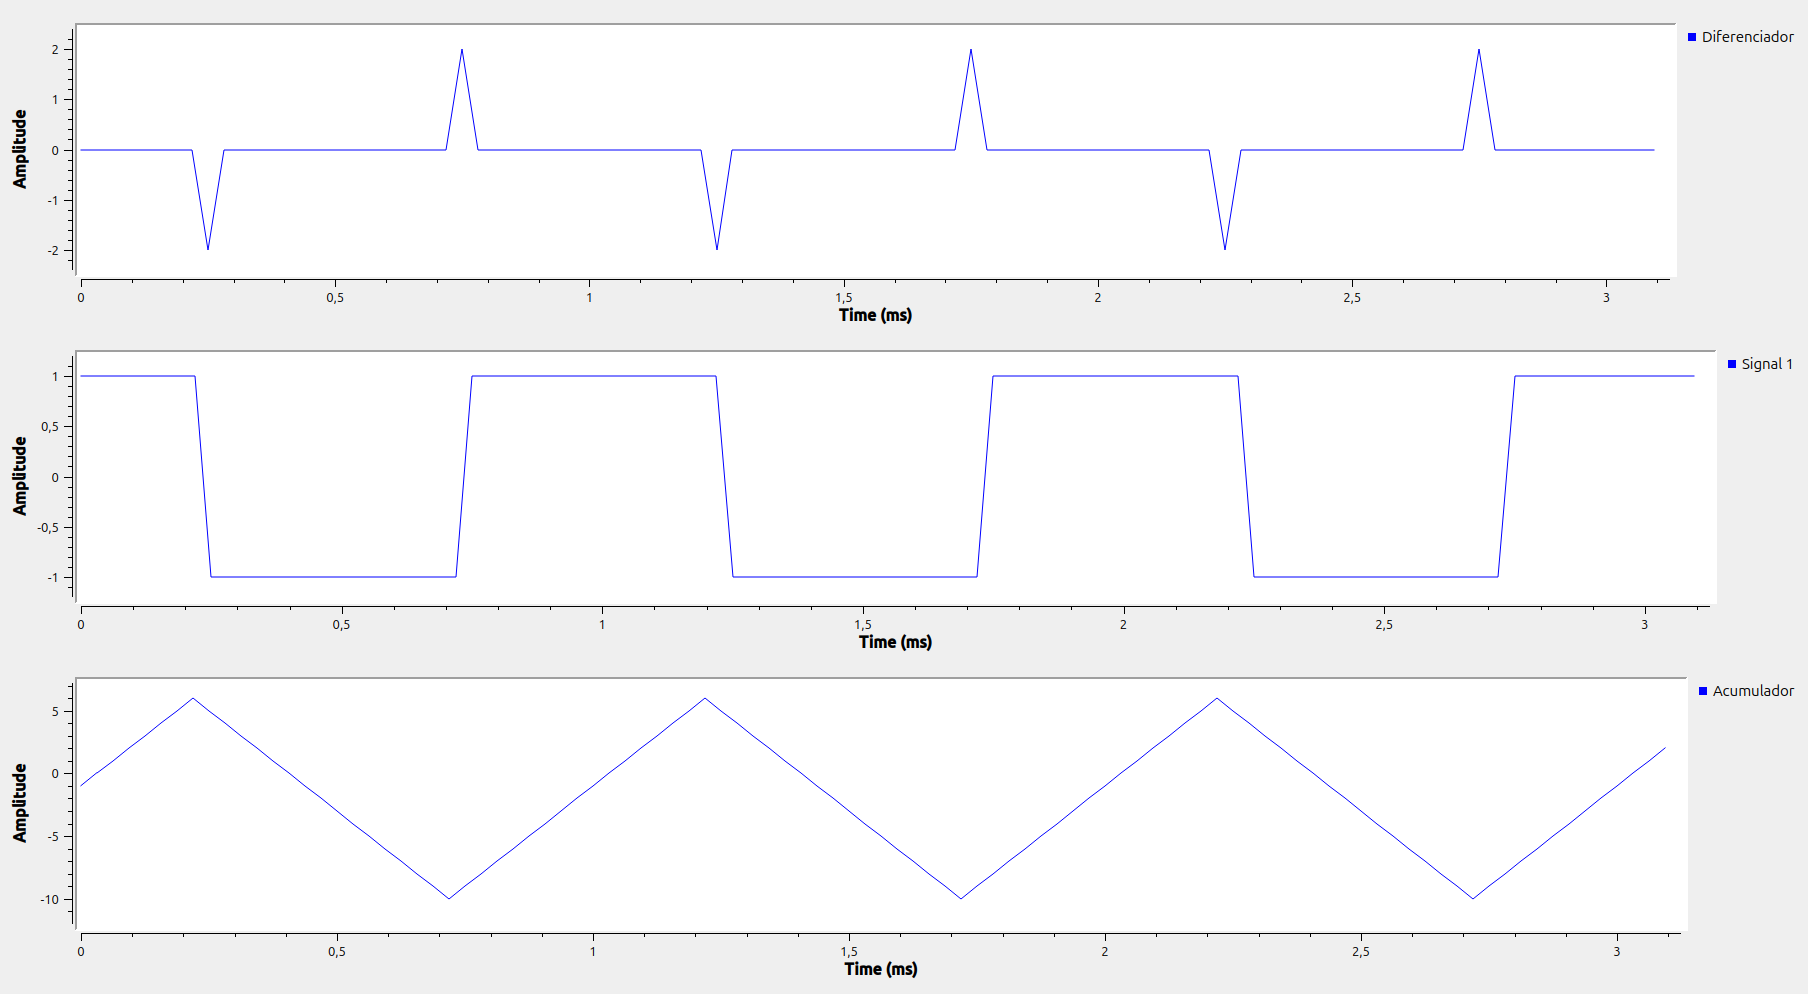 Diferenciador
Amplitude
2
1
0
-1
-2
0 0,5 1 1,5 2 2,5 3
Time (ms)
Signal 1
Amplitude
1
0,5
0
-0,5
-1
0 0,5 1 1,5 2 2,5 3
Time (ms)
Acumulador
Amplitude
5
0
-5
-10
0 0,5 1 1,5 2 2,5 3
Time (ms)